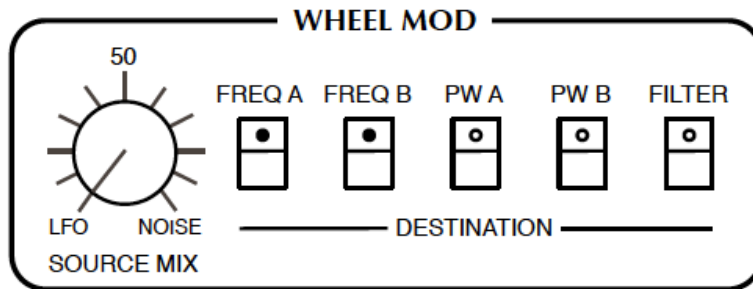 WHEEL MOD
50
FREQ A FREQ B PW A PW B FILTER
LFO NOISE
DESTINATION
SOURCE MIX